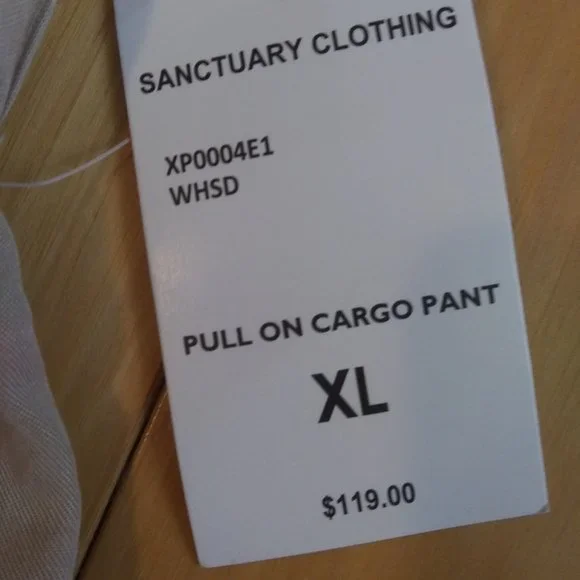 SANCTUARY CLOTHING
XP0004E1
WHSD
PULL ON CARGO PANT
XL
$119.00